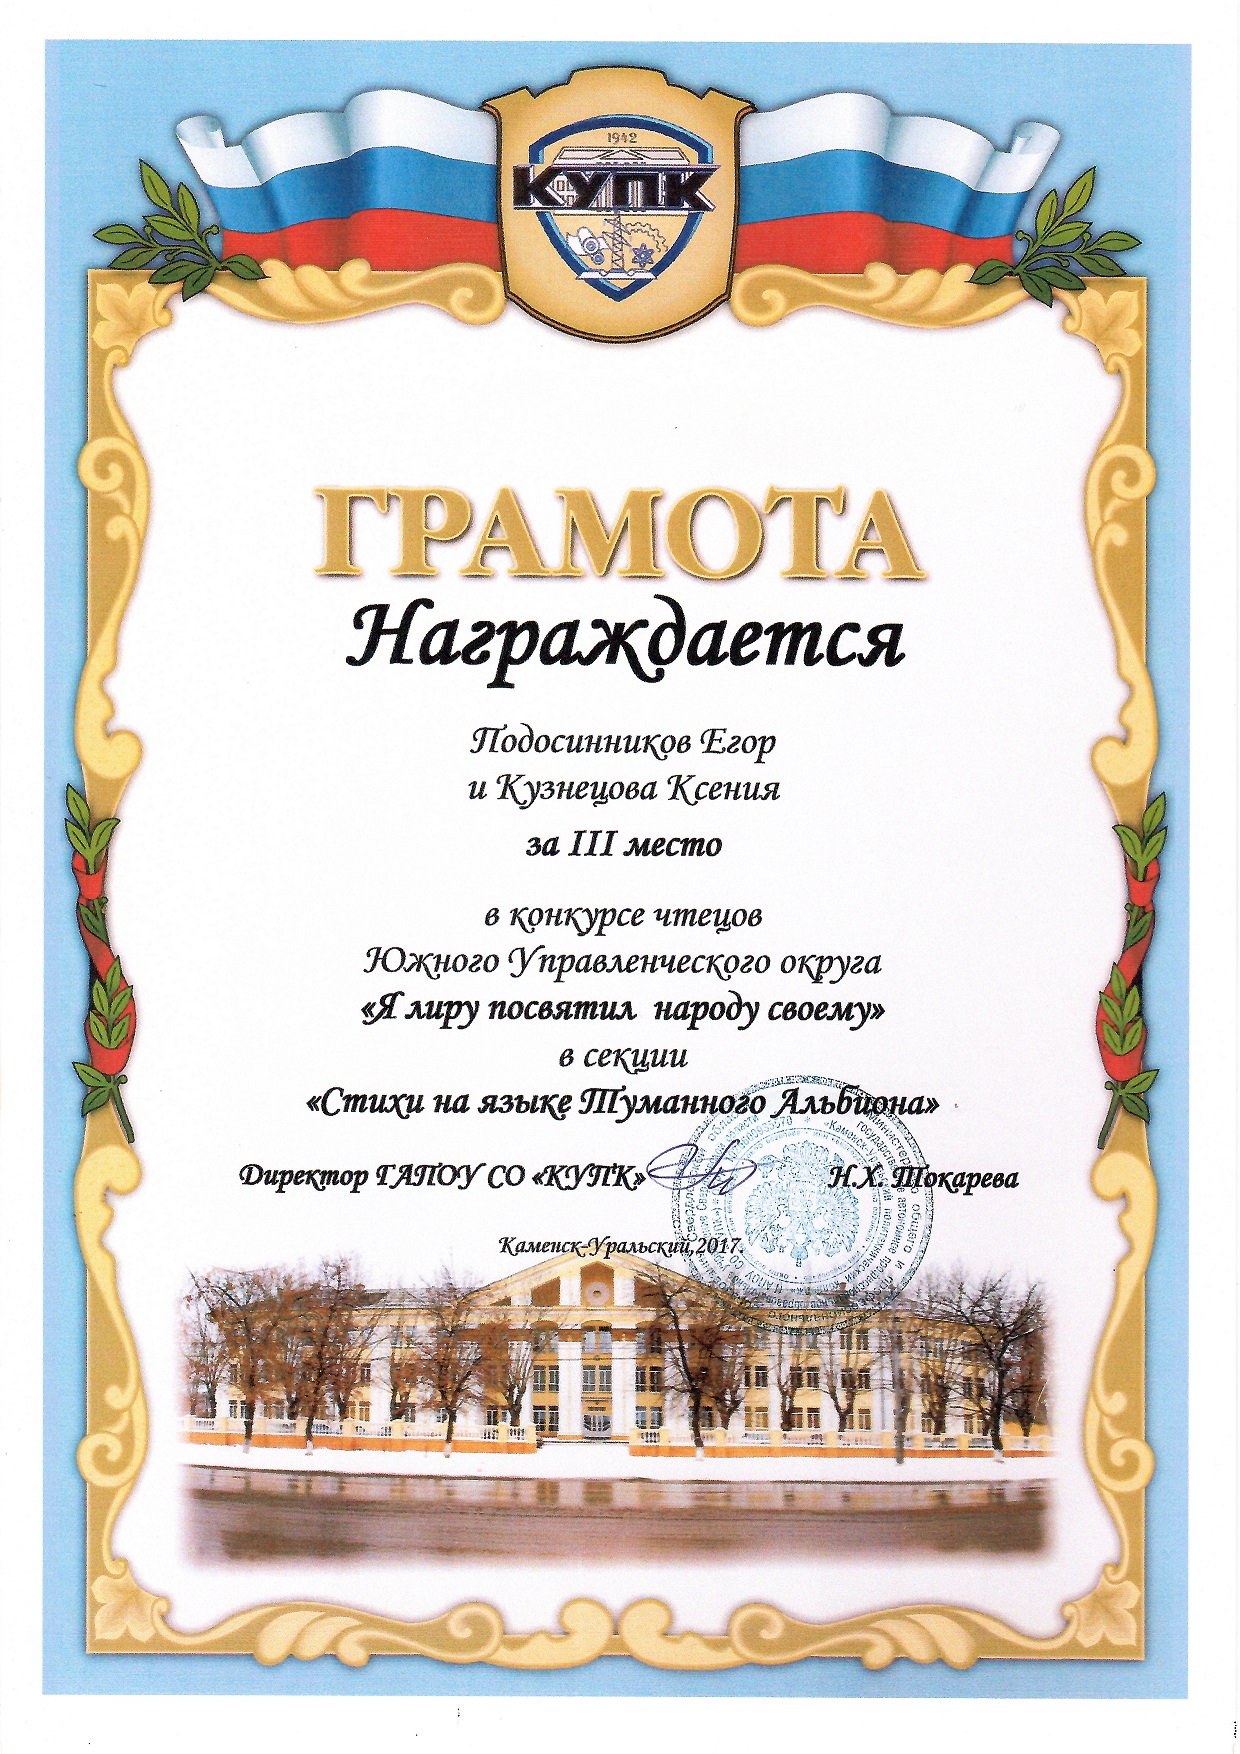 1942
КУПК
ГРАМОТА
Награждается
Подосинников Егор
и Кузнецова Ксения
за III место
в конкурсе чтецов
Южного Управленческого округа
«Я лиру посвятил народу своему»
в секции
«Стихи на языке Туманного Альбиона»
Директор ГАПОУ СО «КУПК» Н.Х. Токарева
Каменск-Уральский,2017.